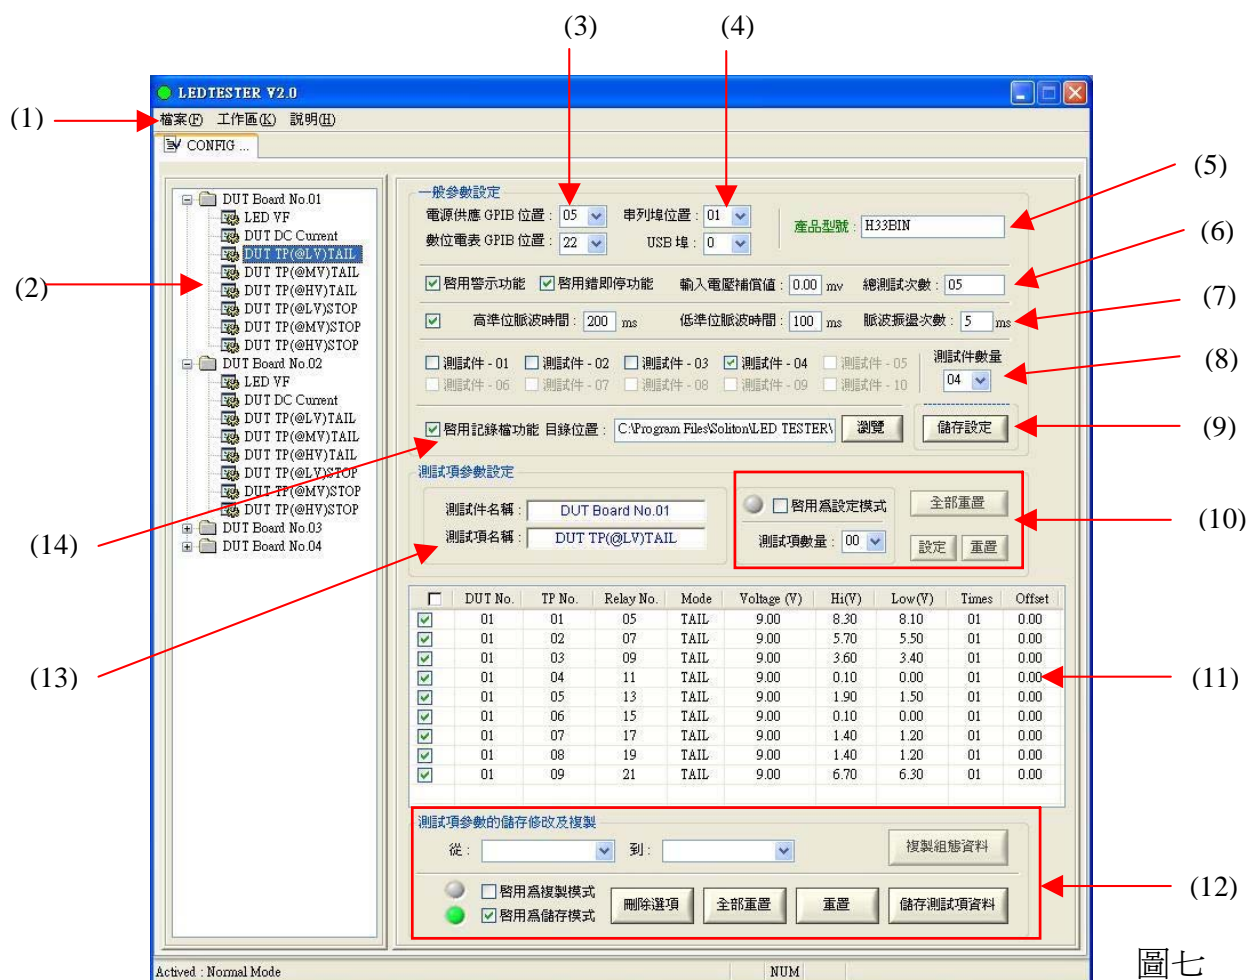 (3)
(4)
LEDTESTER V2.0
(1)
檔案(F) 工作區(K) 說明(H)
CONFIG ...
(5)
(6)
(2)
(7)
(8)
(9)
(14)
(10)
(13)
(11)
(12)
DUT Board No.01
LED VF
DUT DC Current
DUT TP(@LV)TAIL
DUT TP(@MV)TAIL
DUT TP(@HV)TAIL
DUT TP(@LV)STOP
DUT TP(@MV)STOP
DUT TP(@HV)STOP
DUT Board No.02
LED VF
DUT DC Current
DUT TP(@LV)TAIL
DUT TP(@MV)TAIL
DUT TP(@HV)TAIL
DUT TP(@LV)STOP
DUT TP(@MV)STOP
DUT TP(@HV)STOP
DUT Board No.03
DUT Board No.04
一般參數設定
電源供應 GPIB 位置 : 05 串列埠位置 : 01
數位電表 GPIB 位置 : 22 USB 埠 : 0
產品型號 : H33BIN
啓用警示功能 啓用錯即停功能 輸入電壓補償值 : 0.00 mv 總測試次數 : 05
高準位脈波時間 : 200 ms 低準位脈波時間 : 100 ms 脈波振盪次數 : 5 ms
測試件 - 01 測試件 - 02 測試件 - 03 測試件 - 04 測試件 - 05
測試件 - 06 測試件 - 07 測試件 - 08 測試件 - 09 測試件 - 10
測試件數量
04
啓用記錄檔功能 目錄位置 : C:\Program Files\Soliton\LED TESTER\ 瀏覽 儲存設定
測試項參數設定
測試件名稱 : DUT Board No.01
測試項名稱 : DUT TP(@LV)TAIL
啓用爲設定模式 全部重置
測試項數量 : 00 設定 重置
DUT No. TP No. Relay No. Mode Voltage (V) Hi(V) Low(V) Times Offset
01 01 05 TAIL 9.00 8.30 8.10 01 0.00
01 02 07 TAIL 9.00 5.70 5.50 01 0.00
01 03 09 TAIL 9.00 3.60 3.40 01 0.00
01 04 11 TAIL 9.00 0.10 0.00 01 0.00
01 05 13 TAIL 9.00 1.90 1.50 01 0.00
01 06 15 TAIL 9.00 0.10 0.00 01 0.00
01 07 17 TAIL 9.00 1.40 1.20 01 0.00
01 08 19 TAIL 9.00 1.40 1.20 01 0.00
01 09 21 TAIL 9.00 6.70 6.30 01 0.00
測試項參數的儲存修改及複製
從 : 到 : 複製組態資料
啓用爲複製模式
啓用爲儲存模式
刪除選項 全部重置 重置 儲存測試項資料
Actived : Normal Mode NUM
圖七